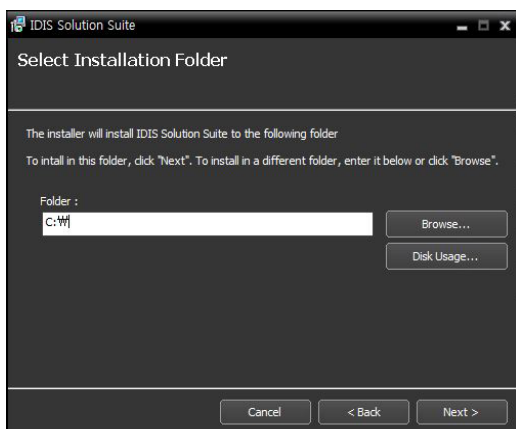 IDIS Solution Suite
Select Installation Folder
The installer will install IDIS Solution Suite to the following folder
To intall in this folder, click "Next". To install in a different folder, enter it below or click "Browse".
Folder :
C:₩
Browse...
Disk Usage...
Cancel
< Back
Next >